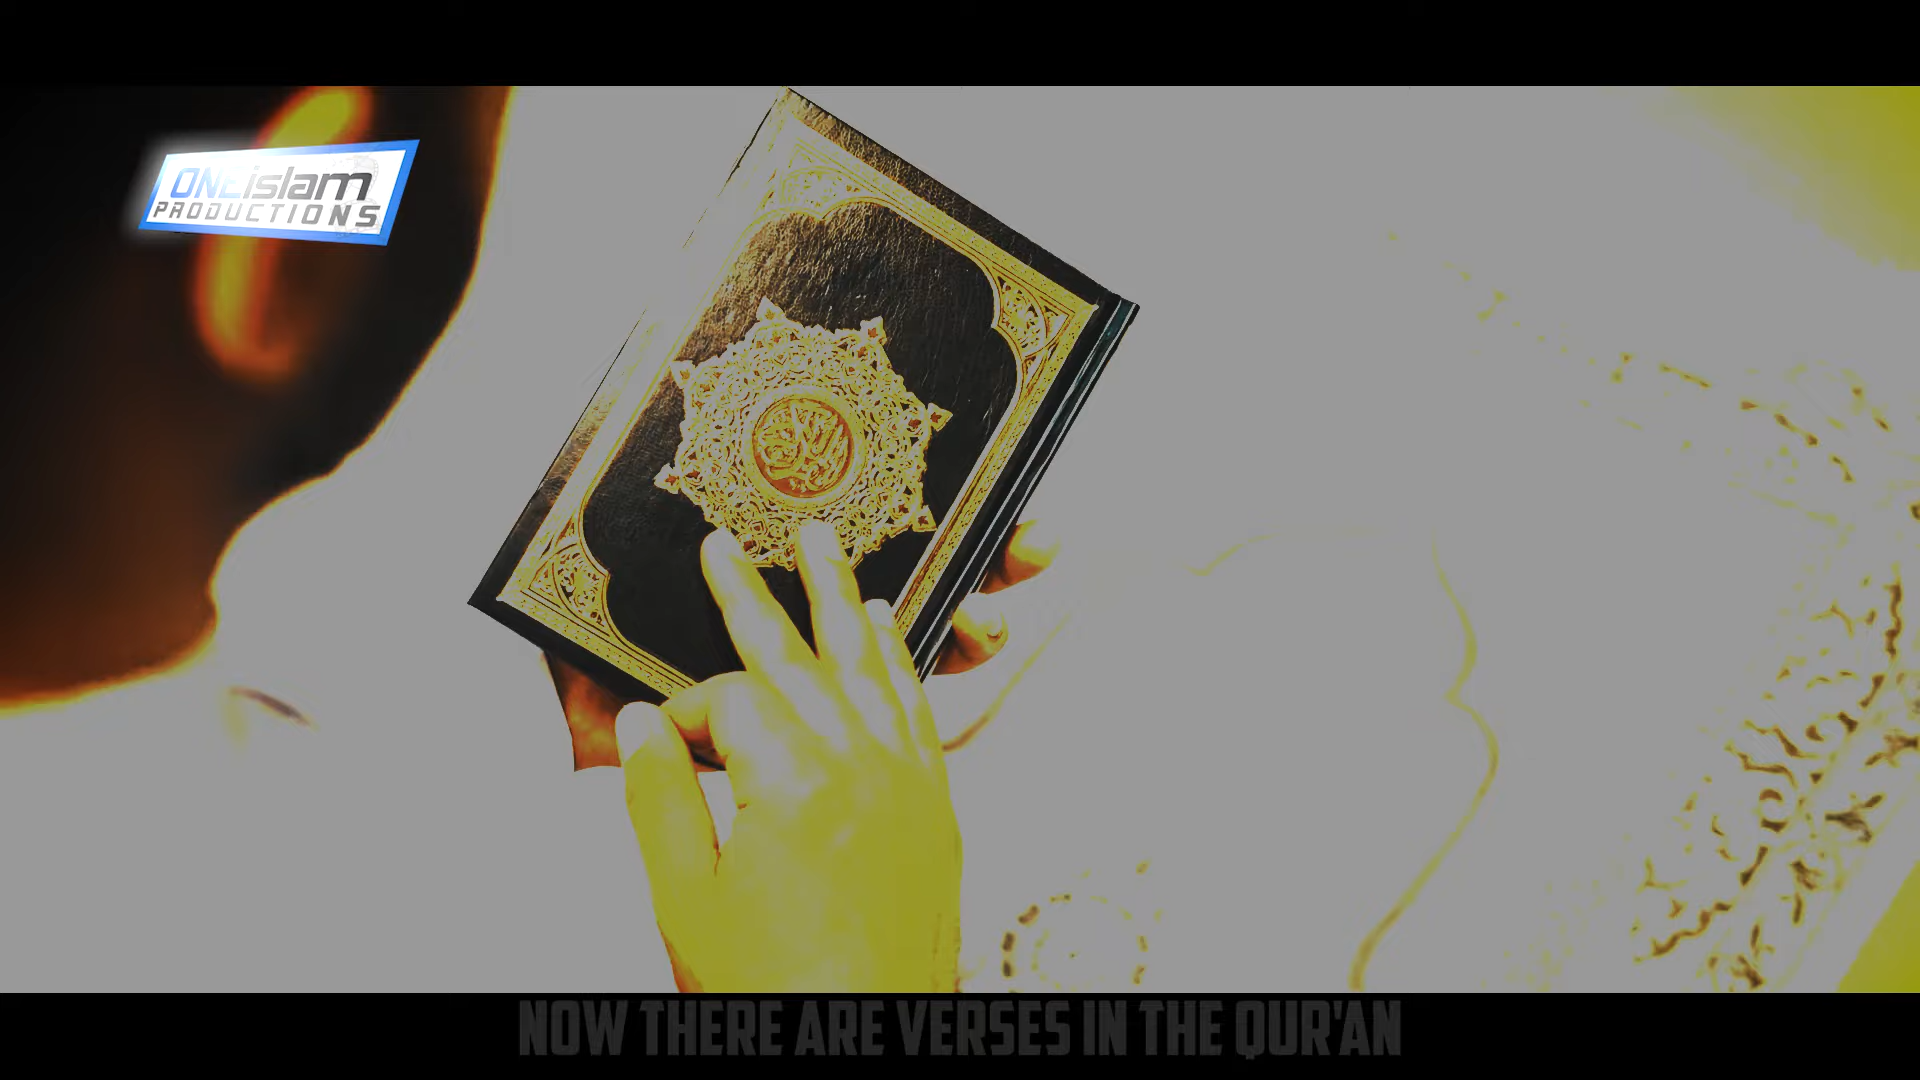 ONEislam
PRODUCTIONS
NOW THERE ARE VERSES IN THE QUR'AN